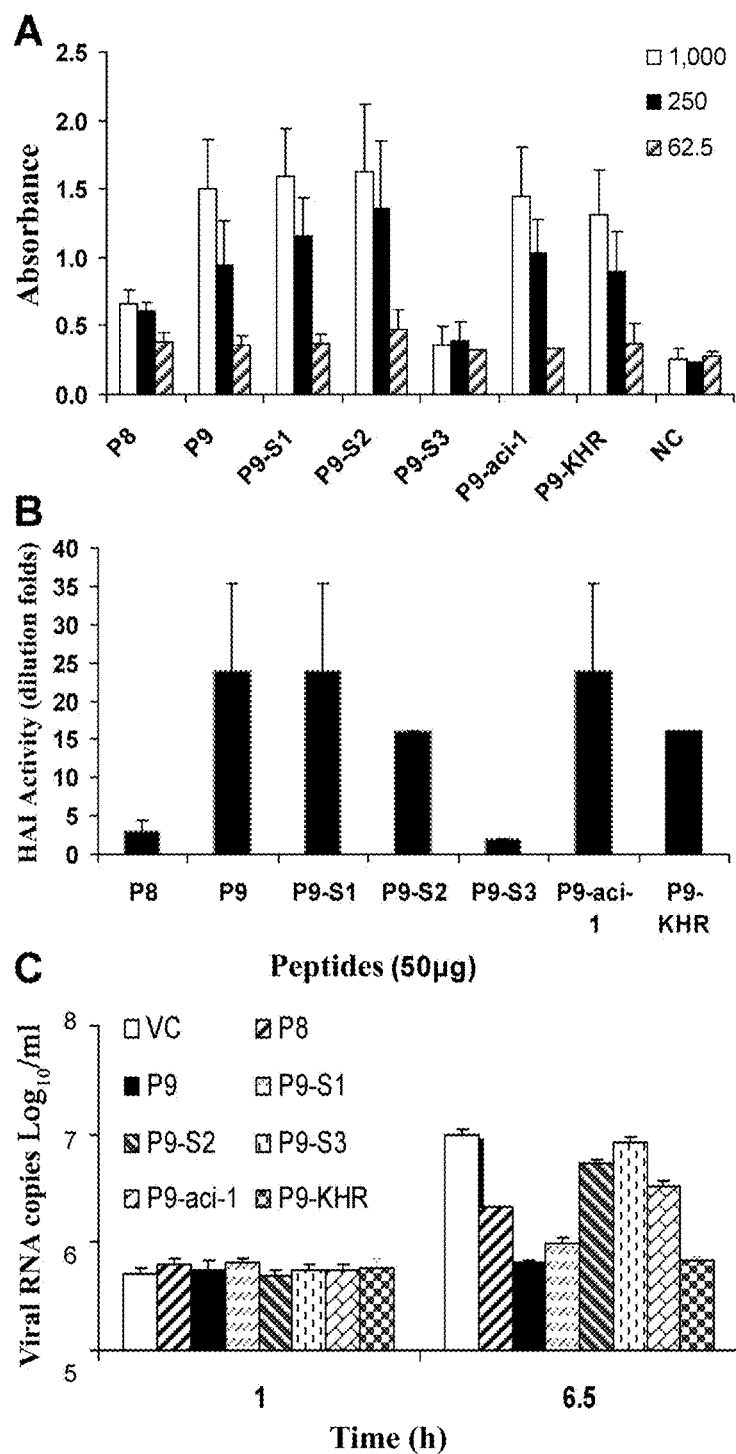 A
2.5
2.0
1.5
1.0
0.5
0.0
Absorbance
1,000
250
62.5
P8
P9
P9-S1
P9-S2
P9-S3
P9-aci-1
P9-KHR
NC
B
40
35
30
25
20
15
10
5
0
HAI Activity (dilution folds)
P8
P9
P9-S1
P9-S2
P9-S3
P9-aci-
1
P9-
KHR
Peptides (50µg)
C
8
7
6
5
Viral RNA copies Log10/ml
VC
P8
P9
P9-S1
P9-S2
P9-S3
P9-aci-1
P9-KHR
1
6.5
Time (h)